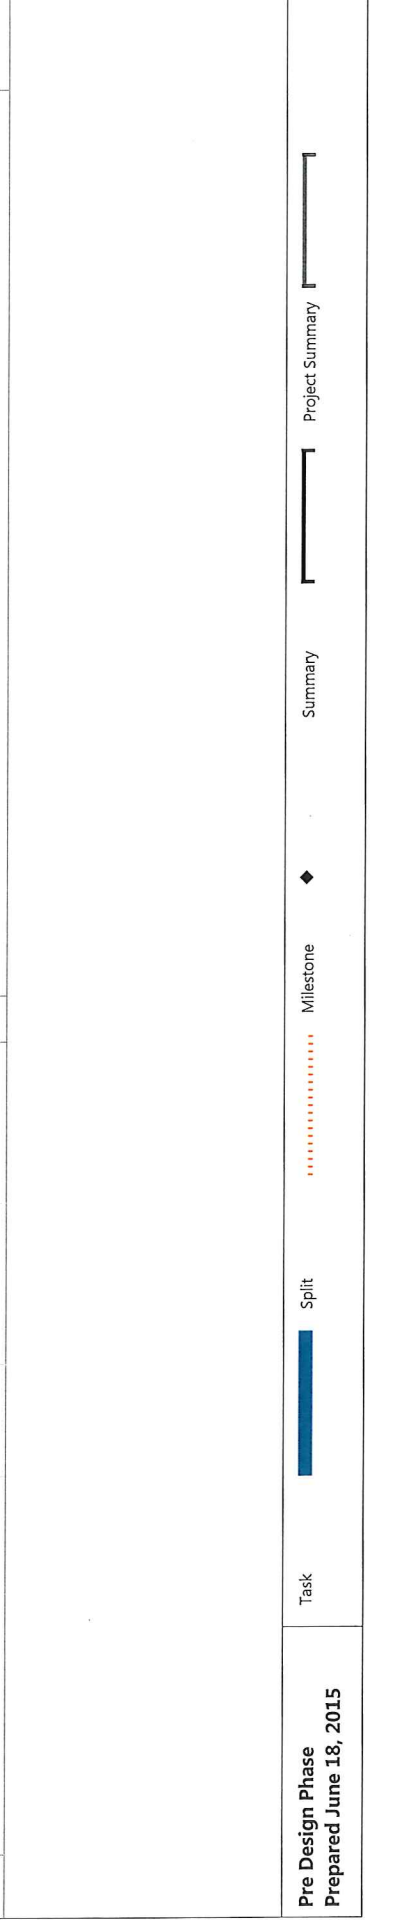 Pre Design Phase
Prepared June 18, 2015
Task
Split
Milestone
Summary
Project Summary